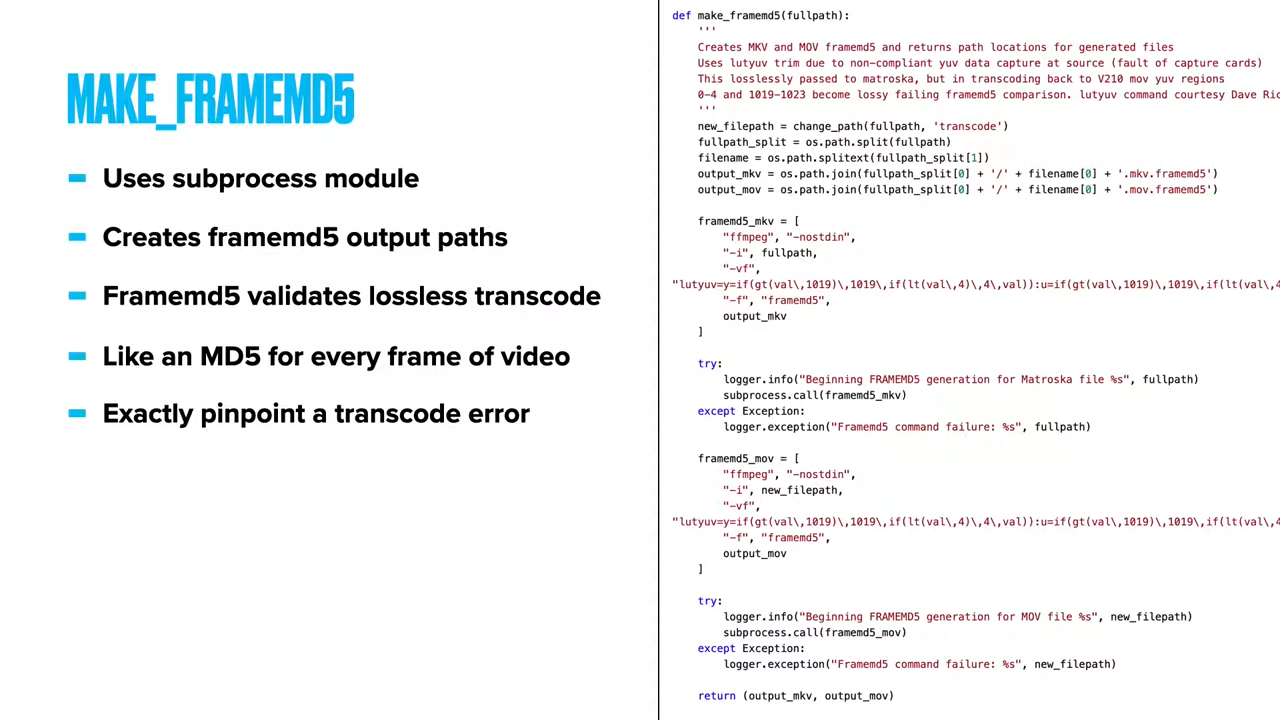 MAKE_FRAMEMD5
Uses subprocess module
Creates framemd5 output paths
Framemd5 validates lossless transcode
Like an MD5 for every frame of video
Exactly pinpoint a transcode error
def make_framemd5(fullpath):
'''
Creates MKV and MOV framemd5 and returns path locations for generated files
Uses lutyuv trim due to non-compliant yuv data capture at source (fault of capture cards)
This losslessly passed to matroska, but in transcoding back to V210 mov yuv regions
0-4 and 1019-1023 become lossy failing framemd5 comparison. lutyuv command courtesy Dave Ric
'''
new_filepath = change_path(fullpath, 'transcode')
fullpath_split = os.path.split(fullpath)
filename = os.path.splitext(fullpath_split[1])
output_mkv = os.path.join(fullpath_split[0] + '/' + filename[0] + '.mkv.framemd5')
output_mov = os.path.join(fullpath_split[0] + '/' + filename[0] + '.mov.framemd5')
framemd5_mkv = [
"ffmpeg", "-nostdin",
"-i", fullpath,
"-vf",
"lutyuv=y=if(gt(val\,1019)\,1019\,if(lt(val\,4)\,4\,val)):u=if(gt(val\,1019)\,1019\,if(lt(val\,4
"-f", "framemd5",
output_mkv
]
try:
logger.info("Beginning FRAMEMD5 generation for Matroska file %s", fullpath)
subprocess.call(framemd5_mkv)
except Exception:
logger.exception("Framemd5 command failure: %s", fullpath)
framemd5_mov = [
"ffmpeg", "-nostdin",
"-i", new_filepath,
"-vf",
"lutyuv=y=if(gt(val\,1019)\,1019\,if(lt(val\,4)\,4\,val)):u=if(gt(val\,1019)\,1019\,if(lt(val\,4
"-f", "framemd5",
output_mov
]
try:
logger.info("Beginning FRAMEMD5 generation for MOV file %s", new_filepath)
subprocess.call(framemd5_mov)
except Exception:
logger.exception("Framemd5 command failure: %s", new_filepath)
return (output_mkv, output_mov)